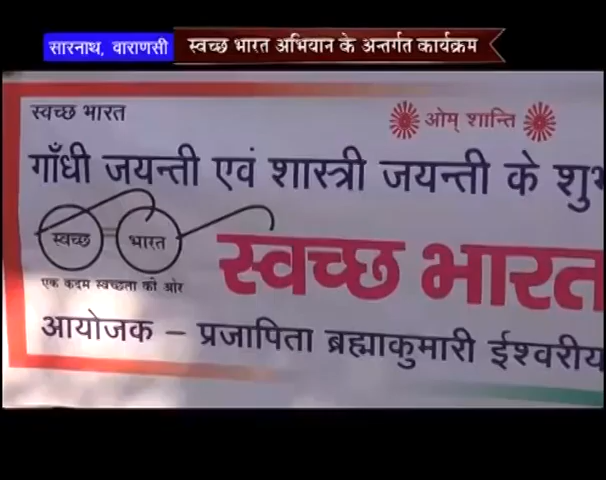 सारनाथ, वाराणसी स्वच्छ भारत अभियान के अन्तर्गत कार्यक्रम
स्वच्छ भारत
ओम् शान्ति
गाँधी जयन्ती एवं शास्त्री जयन्ती के शुभ
स्वच्छ भारत
स्वच्छ भारत
एक कदम स्वच्छता की ओर
आयोजक – प्रजापिता ब्रह्माकुमारी ईश्वरीय